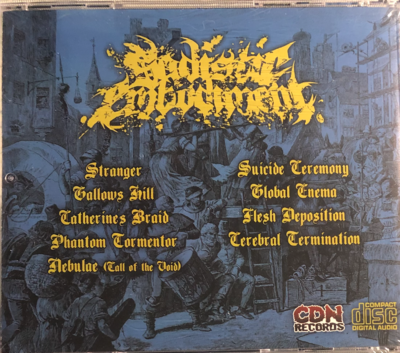 Sadistic
Embodiment
Stranger
Gallows Hill
Catherines Braid
Phantom Tormentor
Nebulae (Call of the Void)
Suicide Ceremony
Global Enema
Flesh Deposition
Cerebral Termination
CDN
RECORDS
COMPACT
disc
DIGITAL AUDIO